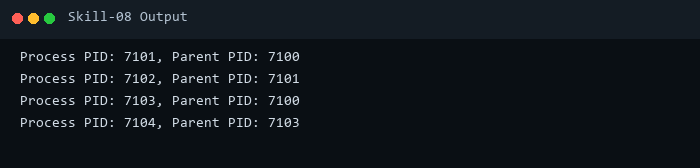 Skill-08 Output
Process PID: 7101, Parent PID: 7100
Process PID: 7102, Parent PID: 7101
Process PID: 7103, Parent PID: 7100
Process PID: 7104, Parent PID: 7103